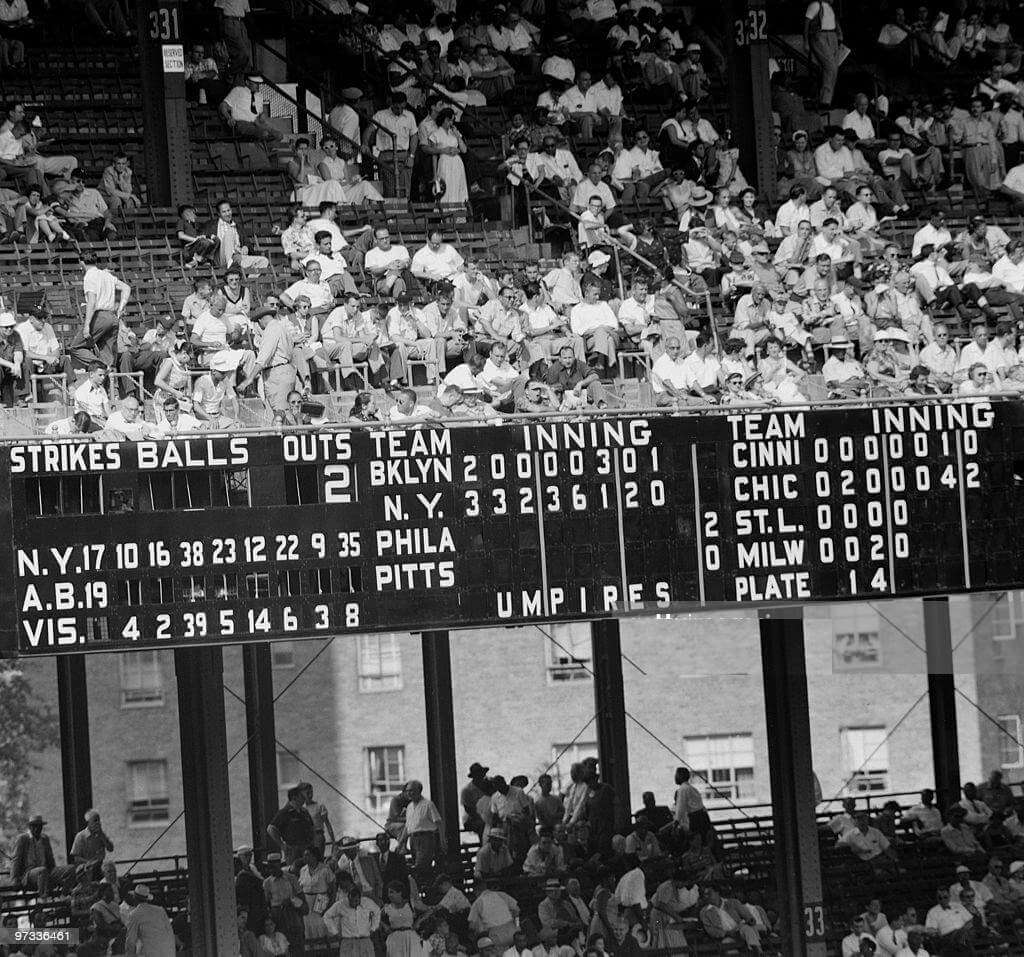 331
RESERVED
SECTION
332
STRIKES BALLS OUTS TEAM INNING TEAM INNING
2 BKLYN 2 0 0 0 0 3 0 1 CINNI 0 0 0 0 0 1 0
N.Y. 3 3 2 3 6 1 2 0 CHIC 0 2 0 0 0 4 2
N.Y. 17 10 16 38 23 12 22 9 35 PHILA 2 ST.L. 0 0 0 0
A.B. 19 PITTS 0 MILW 0 0 2 0
VIS. 4 2 39 5 14 6 3 8 UMPIRES PLATE 14
33
97336461